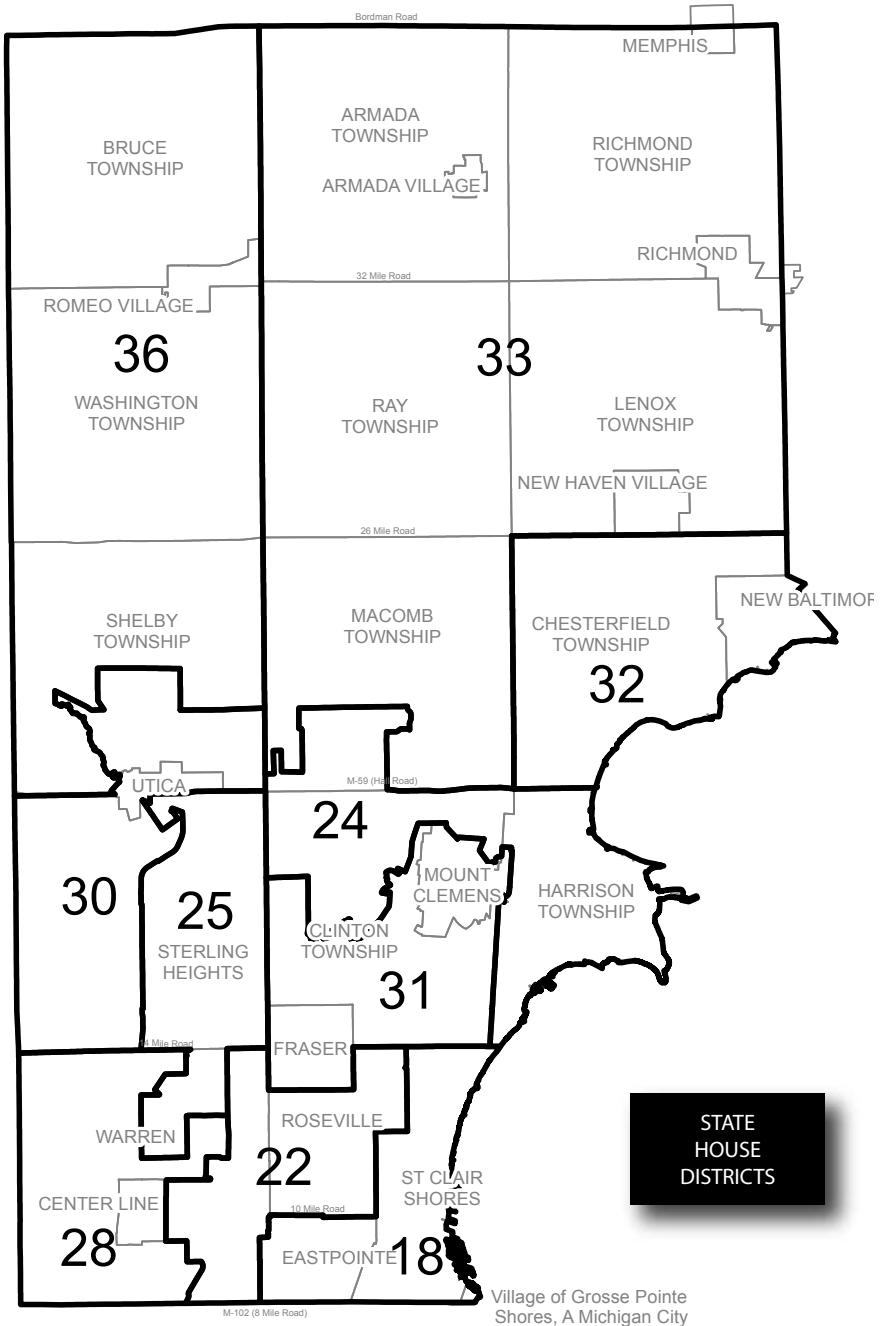 Bordman Road
MEMPHIS
ARMADA
TOWNSHIP
BRUCE
TOWNSHIP
RICHMOND
TOWNSHIP
ARMADA VILLAGE
RICHMOND
32 Mile Road
ROMEO VILLAGE
36
33
WASHINGTON
TOWNSHIP
RAY
TOWNSHIP
LENOX
TOWNSHIP
NEW HAVEN VILLAGE
26 Mile Road
SHELBY
TOWNSHIP
MACOMB
TOWNSHIP
CHESTERFIELD
TOWNSHIP
NEW BALTIMOR
32
UTICA
M-59 (Hall Road)
24
30
25
MOUNT
CLEMENS
HARRISON
TOWNSHIP
CLINTON
TOWNSHIP
STERLING
HEIGHTS
31
14 Mile Road
FRASER
ROSEVILLE
WARREN
22
STATE
HOUSE
DISTRICTS
ST CLAIR
SHORES
CENTER LINE
10 Mile Road
28
EASTPOINTE
18
Village of Grosse Pointe
Shores, A Michigan City
M-102 (8 Mile Road)